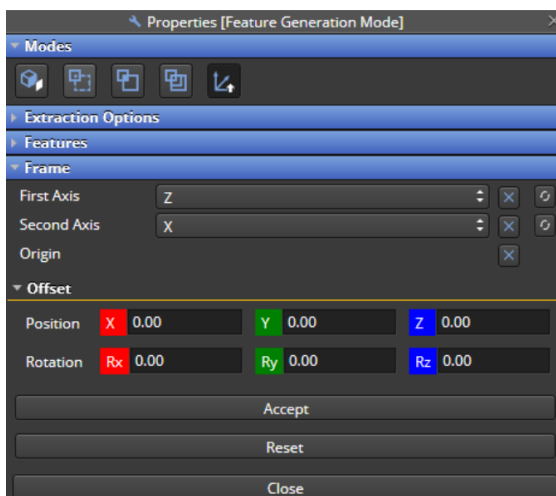 Properties [Feature Generation Mode]
Modes
Extraction Options
Features
Frame
First Axis Z
Second Axis X
Origin
Offset
Position X 0.00 Y 0.00 Z 0.00
Rotation Rx 0.00 Ry 0.00 Rz 0.00
Accept
Reset
Close